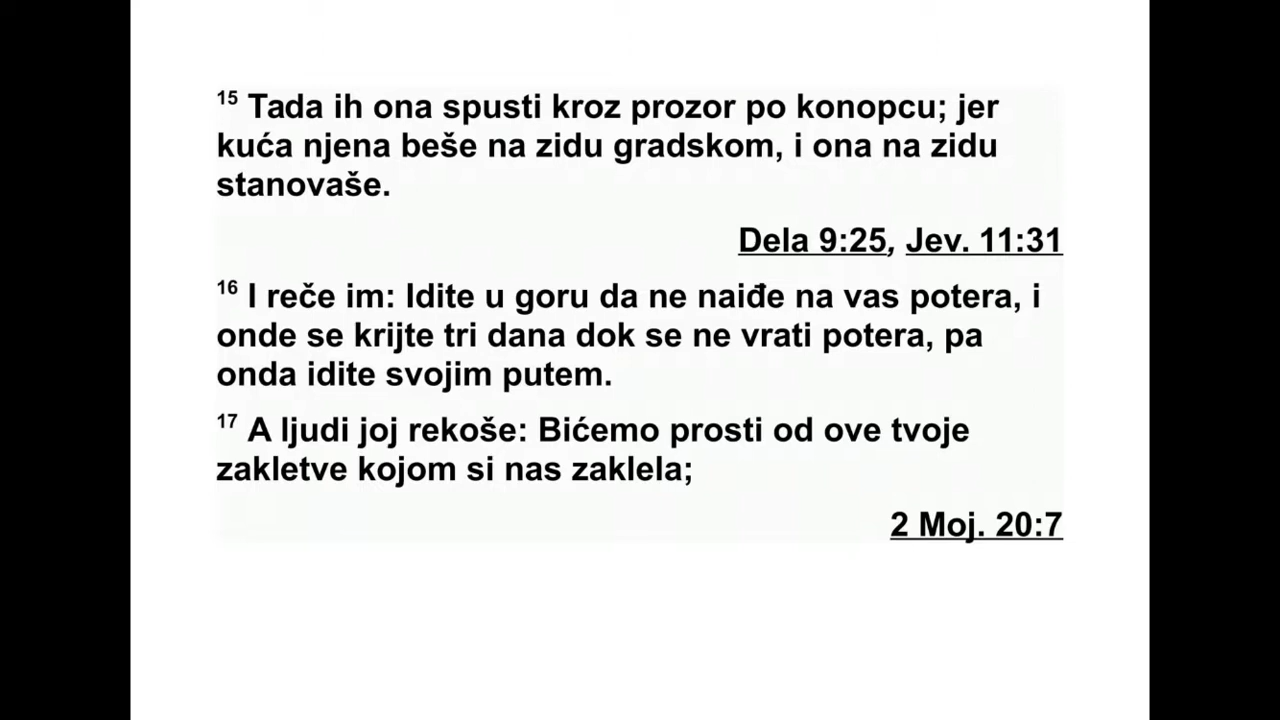 15 Tada ih ona spusti kroz prozor po konopcu; jer
kuća njena beše na zidu gradskom, i ona na zidu
stanovaše.
Dela 9:25, Jev. 11:31
16 I reče im: Idite u goru da ne naiđe na vas potera, i
onde se krijte tri dana dok se ne vrati potera, pa
onda idite svojim putem.
17 A ljudi joj rekoše: Bićemo prosti od ove tvoje
zakletve kojom si nas zaklela;
2 Moj. 20:7